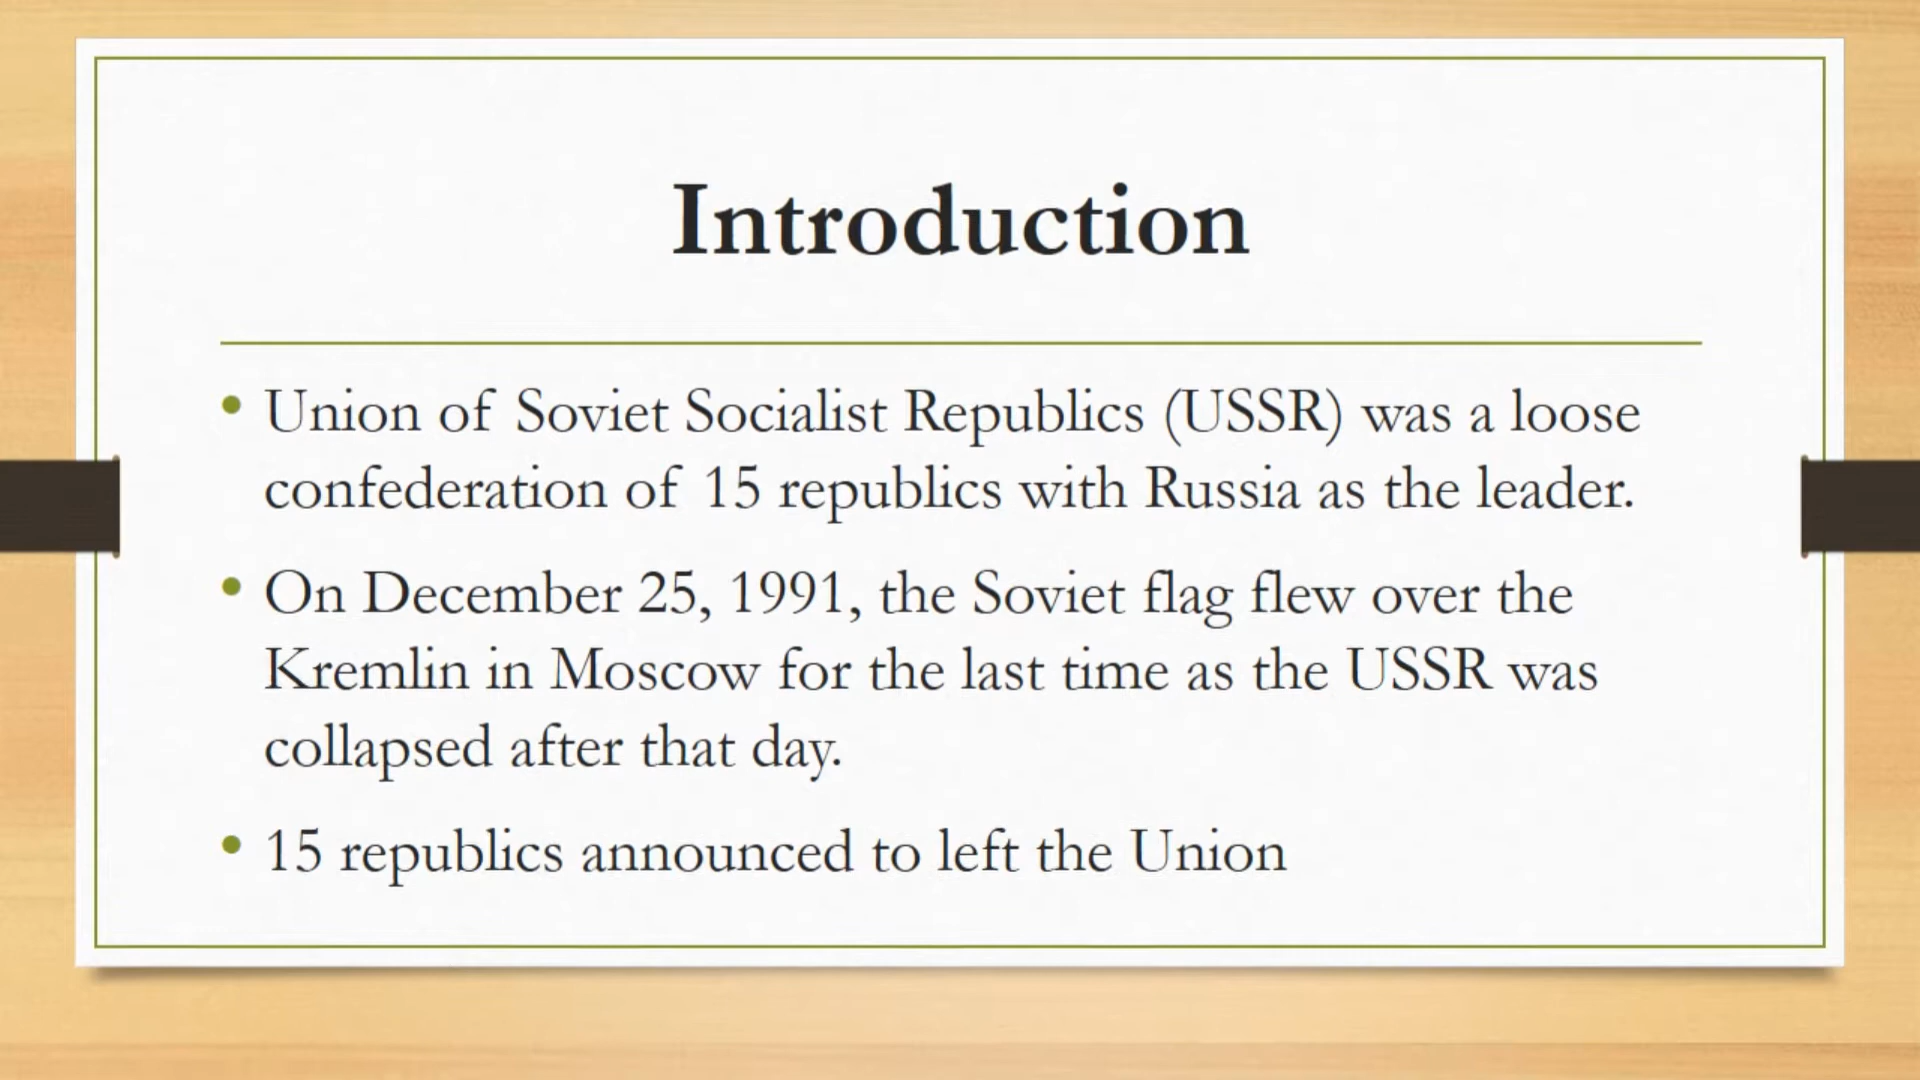 Introduction
• Union of Soviet Socialist Republics (USSR) was a loose
confederation of 15 republics with Russia as the leader.
• On December 25, 1991, the Soviet flag flew over the
Kremlin in Moscow for the last time as the USSR was
collapsed after that day.
• 15 republics announced to left the Union